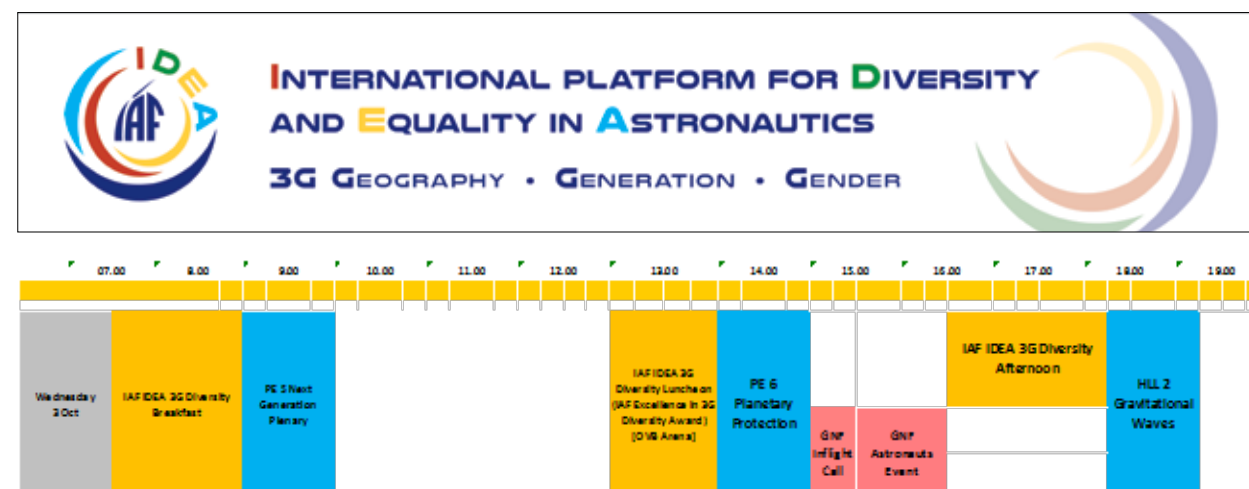 IDEA
IAF
INTERNATIONAL PLATFORM FOR DIVERSITY
AND EQUALITY IN ASTRONAUTICS
3G GEOGRAPHY • GENERATION • GENDER
07.00 8.00 9.00 10.00 11.00 12.00 13.00 14.00 15.00 16.00 17.00 18.00 19.00
Wednesday
3 Oct
IAF IDEA 3G Diversity
Breakfast
PE 5 Next
Generation
Plenary
IAF IDEA 3G
Diversity Luncheon
(IAF Excellence in 3G
Diversity Award)
[OVB Arena]
PE 6
Planetary
Protection
GNF
Inflight
Call
GNF
Astronauts
Event
IAF IDEA 3G Diversity
Afternoon
HLL 2
Gravitational
Waves